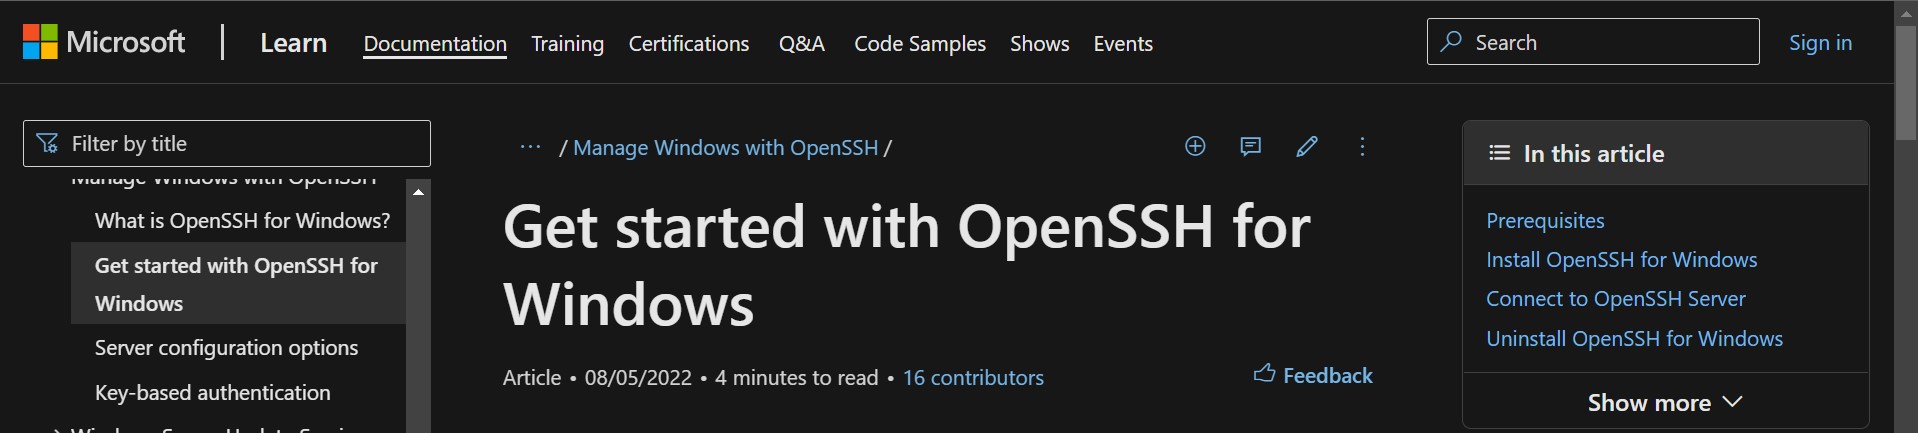 Microsoft | Learn Documentation Training Certifications Q&A Code Samples Shows Events Search Sign in
Filter by title
Manage Windows with OpenSSH
What is OpenSSH for Windows?
Get started with OpenSSH for
Windows
Server configuration options
Key-based authentication
··· / Manage Windows with OpenSSH /
Get started with OpenSSH for
Windows
Article • 08/05/2022 • 4 minutes to read • 16 contributors
Feedback
In this article
Prerequisites
Install OpenSSH for Windows
Connect to OpenSSH Server
Uninstall OpenSSH for Windows
Show more